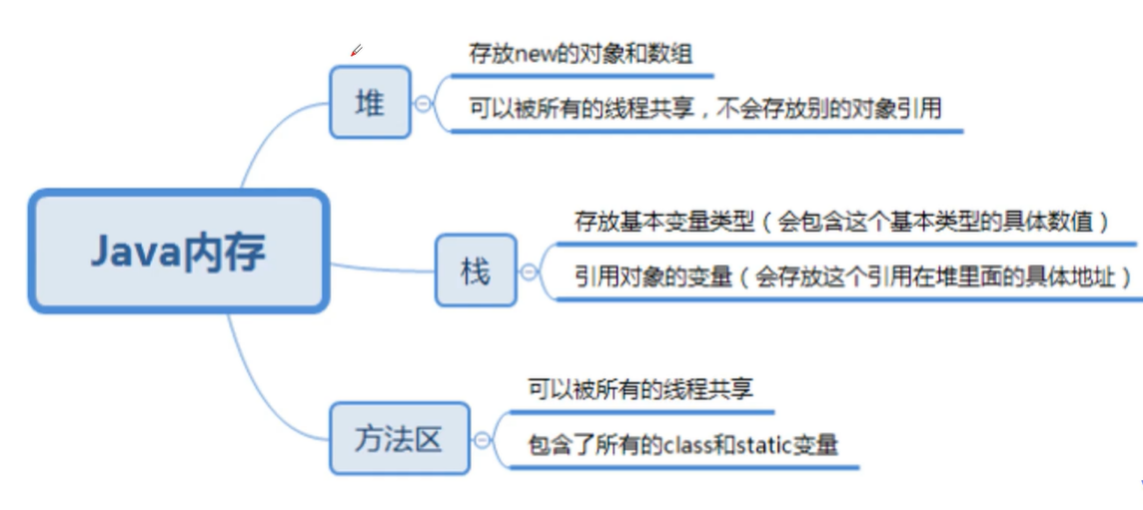 存放new的对象和数组
堆
可以被所有的线程共享，不会存放别的对象引用
存放基本变量类型（会包含这个基本类型的具体数值）
Java内存
栈
引用对象的变量（会存放这个引用在堆里面的具体地址）
可以被所有的线程共享
方法区
包含了所有的class和static变量